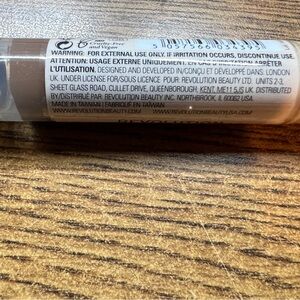 Cruelty-Free
and Vegan
WARNING: FOR EXTERNAL USE ONLY. IF IRRITATION OCCURS, DISCONTINUE USE.
ATTENTION: USAGE EXTERNE UNIQUEMENT. EN CAS D'IRRITATION ARRÊTER
L'UTILISATION. DESIGNED AND DEVELOPED IN/CONÇU ET DÉVELOPPÉ DANS: LONDON
UK. UNDER LICENCE FOR/SOUS LICENCE POUR: REVOLUTION BEAUTY LTD. UNITS 2-3,
SHEET GLASS ROAD, CULLET DRIVE, QUEENBOROUGH, KENT, ME11 5JS UK. DISTRIBUTED
BY/DISTRIBUÉ PAR: REVOLUTION BEAUTY INC. NORTHBROOK, IL 60062 USA
MADE IN TAIWAN / FABRIQUÉ EN TAIWAN
WWW.REVOLUTIONBEAUTY.COM WWW.REVOLUTIONBEAUTYUSA.COM